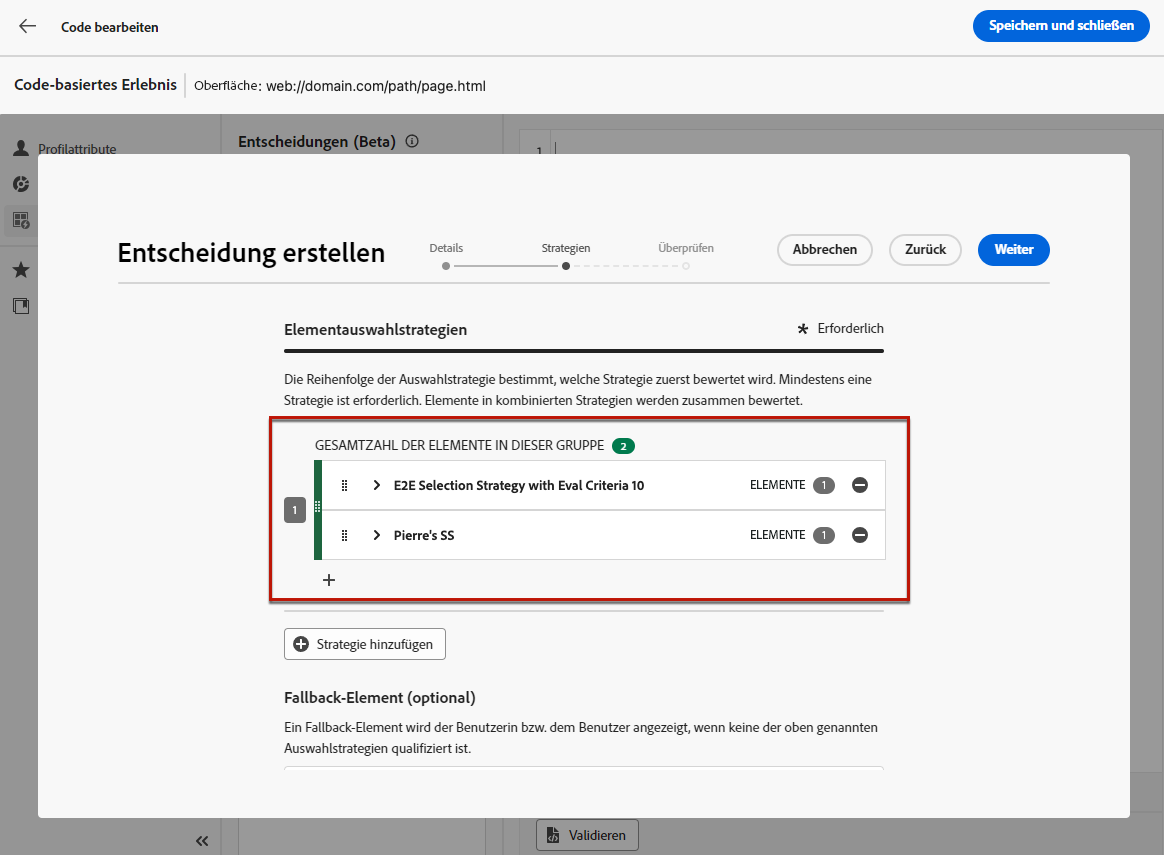 Code bearbeiten
Speichern und schließen
Code-basiertes Erlebnis
Oberfläche: web://domain.com/path/page.html
Profilattribute
Entscheidungen (Beta)
1
Entscheidung erstellen
Details
Strategien
Überprüfen
Abbrechen
Zurück
Weiter
Elementauswahlstrategien
* Erforderlich
Die Reihenfolge der Auswahlstrategie bestimmt, welche Strategie zuerst bewertet wird. Mindestens eine
Strategie ist erforderlich. Elemente in kombinierten Strategien werden zusammen bewertet.
GESAMTZAHL DER ELEMENTE IN DIESER GRUPPE 2
1
E2E Selection Strategy with Eval Criteria 10 ELEMENTE 1
Pierre's SS ELEMENTE 1
Strategie hinzufügen
Fallback-Element (optional)
Ein Fallback-Element wird der Benutzerin bzw. dem Benutzer angezeigt, wenn keine der oben genannten
Auswahlstrategien qualifiziert ist.
Validieren